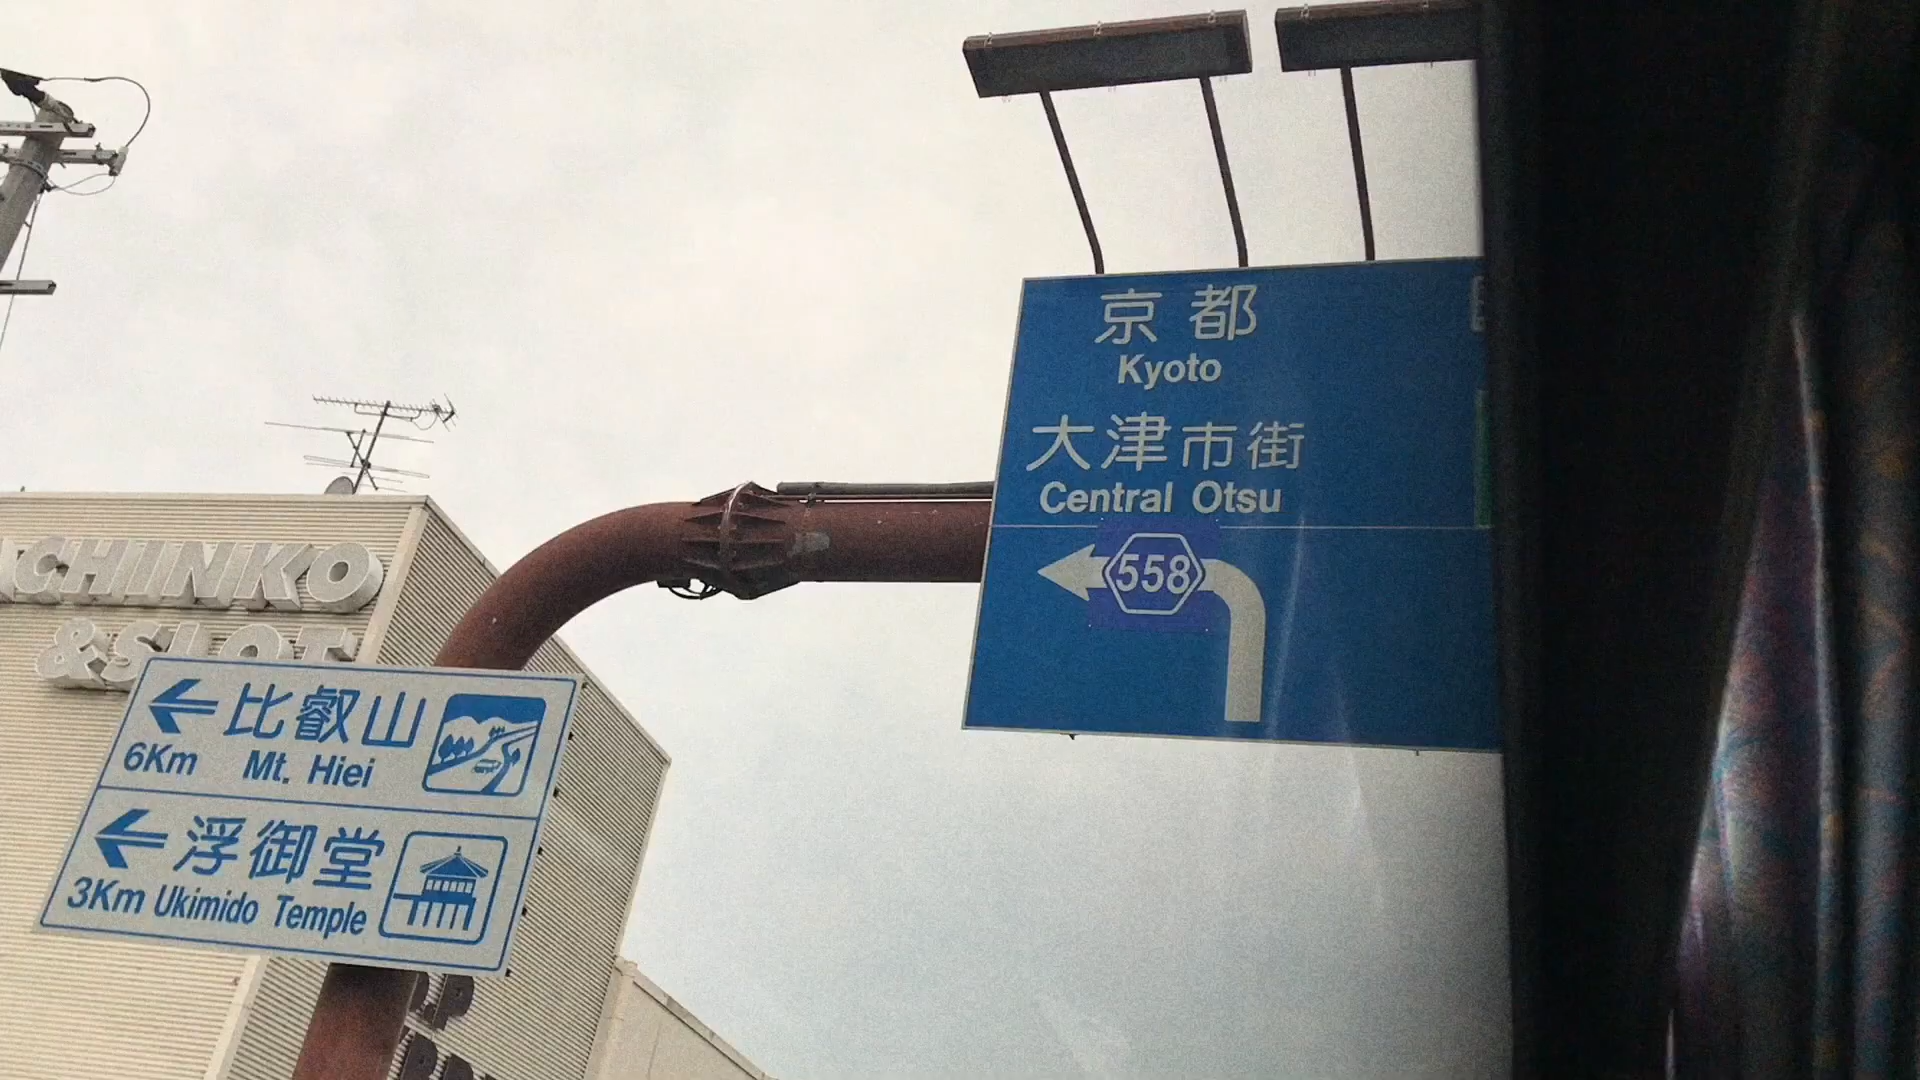 京都
Kyoto
大津市街
Central Otsu
558
CHINKO
&SLOT
比叡山
6Km Mt. Hiei
浮御堂
3Km Ukimido Temple